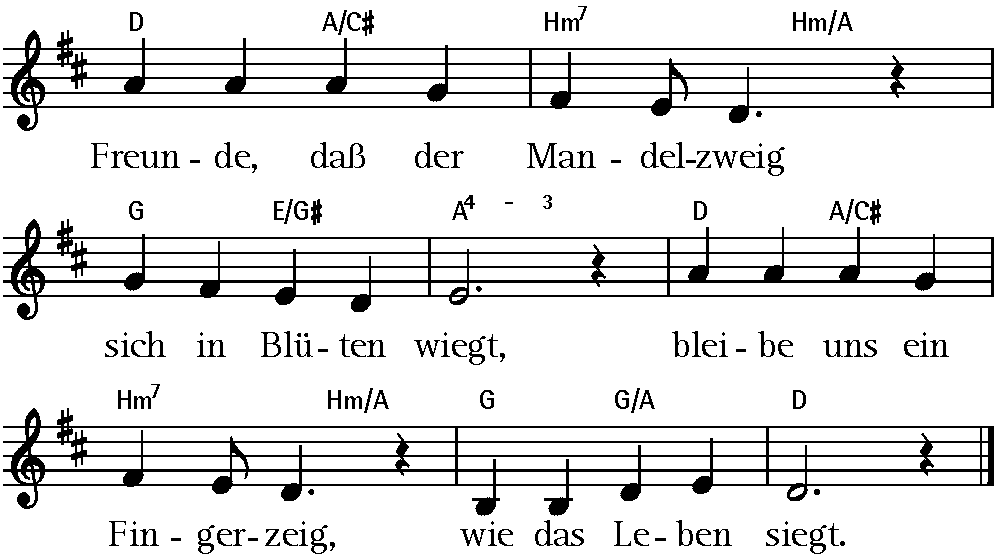 D A/C♯ Hm7 Hm/A
Freun - de, daß der Man - del-zweig
G E/G♯ A4 - 3 D A/C♯
sich in Blü - ten wiegt, blei - be uns ein
Hm7 Hm/A G G/A D
Fin - ger-zeig, wie das Le - ben siegt.